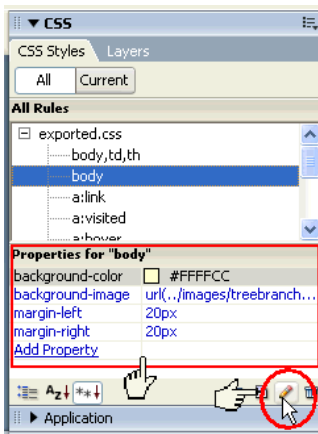 ▼ CSS
CSS Styles Layers
All Current
All Rules
exported.css
body,td,th
body
a:link
a:visited
a:hover
Properties for "body"
background-color #FFFFCC
background-image url(../images/treebranch...
margin-left 20px
margin-right 20px
Add Property
Az↓ **↓
▶ Application